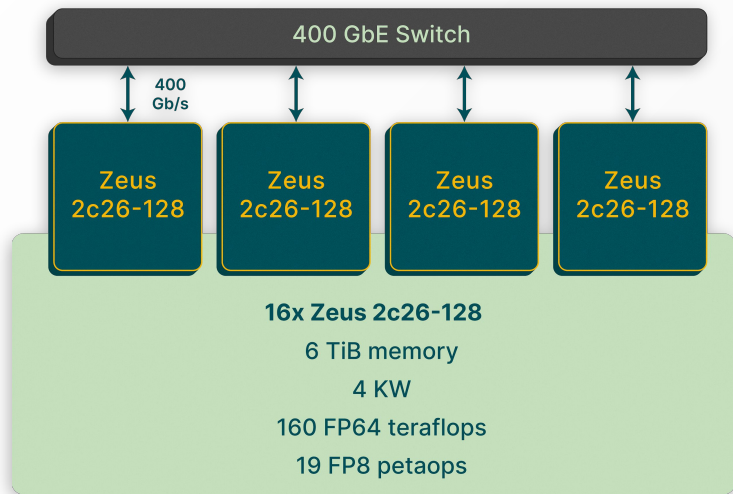 400 GbE Switch
400
Gb/s
Zeus
2c26-128
Zeus
2c26-128
Zeus
2c26-128
Zeus
2c26-128
16x Zeus 2c26-128
6 TiB memory
4 KW
160 FP64 teraflops
19 FP8 petaops